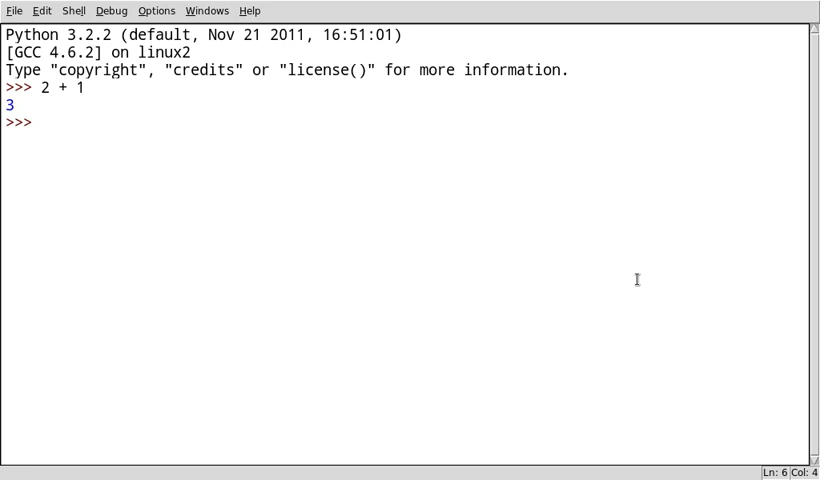 File Edit Shell Debug Options Windows Help
Python 3.2.2 (default, Nov 21 2011, 16:51:01)
[GCC 4.6.2] on linux2
Type "copyright", "credits" or "license()" for more information.
>>> 2 + 1
3
>>>
Ln: 6 Col: 4